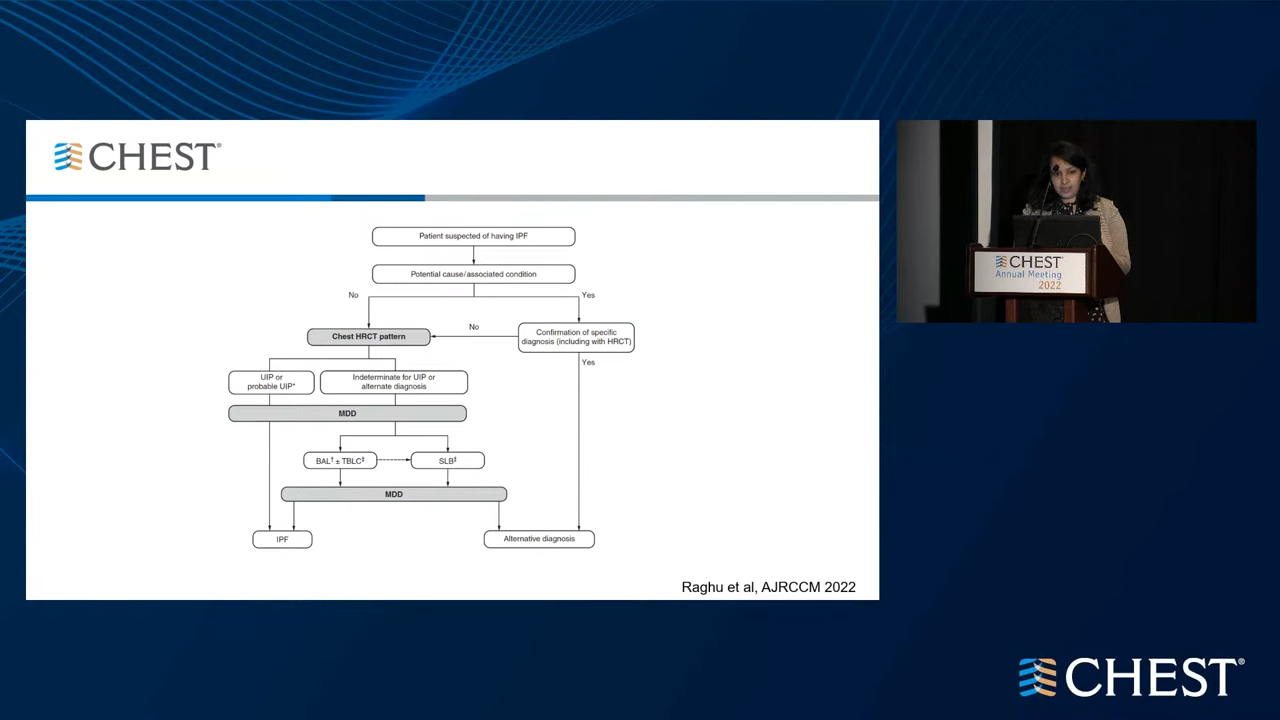 CHEST®
Patient suspected of having IPF
Potential cause/associated condition
No
Yes
Chest HRCT pattern
No
Confirmation of specific
diagnosis (including with HRCT)
Yes
UIP or
probable UIP*
Indeterminate for UIP or
alternate diagnosis
MDD
BAL† ± TBLC‡
SLB‡
MDD
IPF
Alternative diagnosis
Raghu et al, AJRCCM 2022
CHEST
Annual Meeting
2022
CHEST®